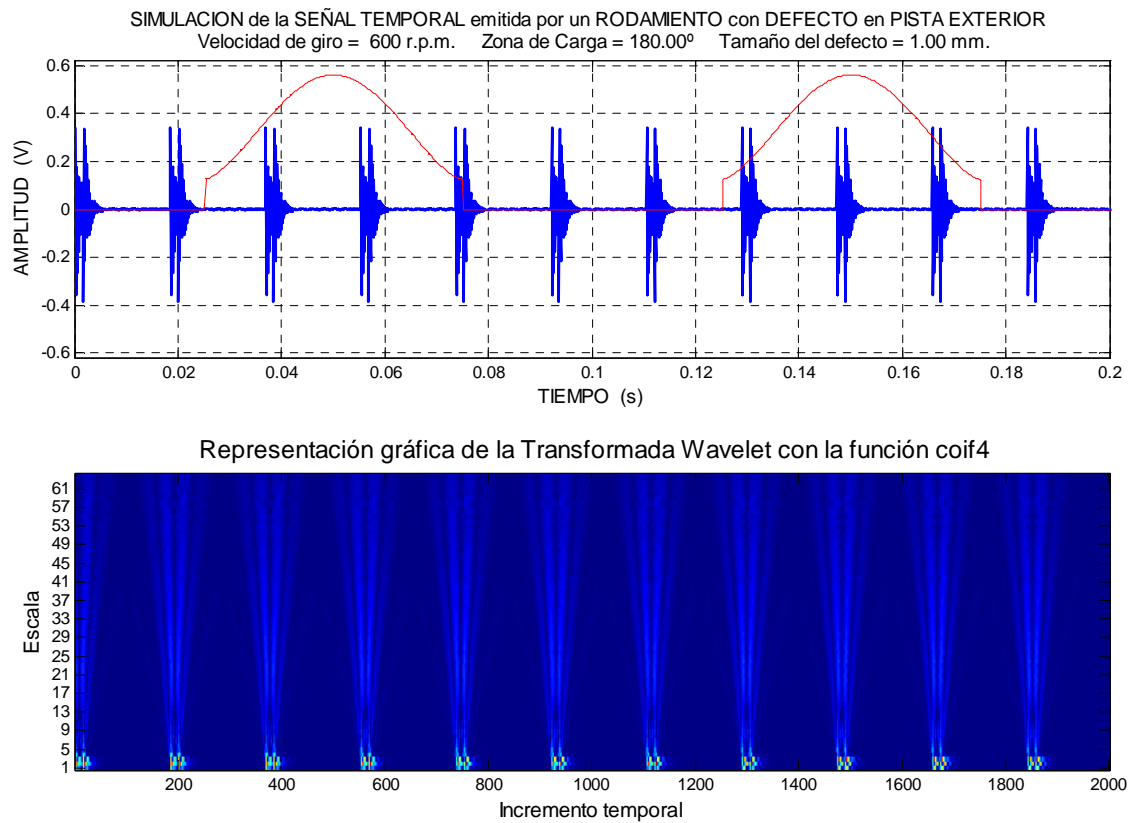 SIMULACION de la SEÑAL TEMPORAL emitida por un RODAMIENTO con DEFECTO en PISTA EXTERIOR
Velocidad de giro = 600 r.p.m. Zona de Carga = 180.00º Tamaño del defecto = 1.00 mm.
AMPLITUD (V)
0.6
0.4
0.2
0
-0.2
-0.4
-0.6
0 0.02 0.04 0.06 0.08 0.1 0.12 0.14 0.16 0.18 0.2
TIEMPO (s)
Representación gráfica de la Transformada Wavelet con la función coif4
Escala
61
57
53
49
45
41
37
33
29
25
21
17
13
9
5
1
200 400 600 800 1000 1200 1400 1600 1800 2000
Incremento temporal